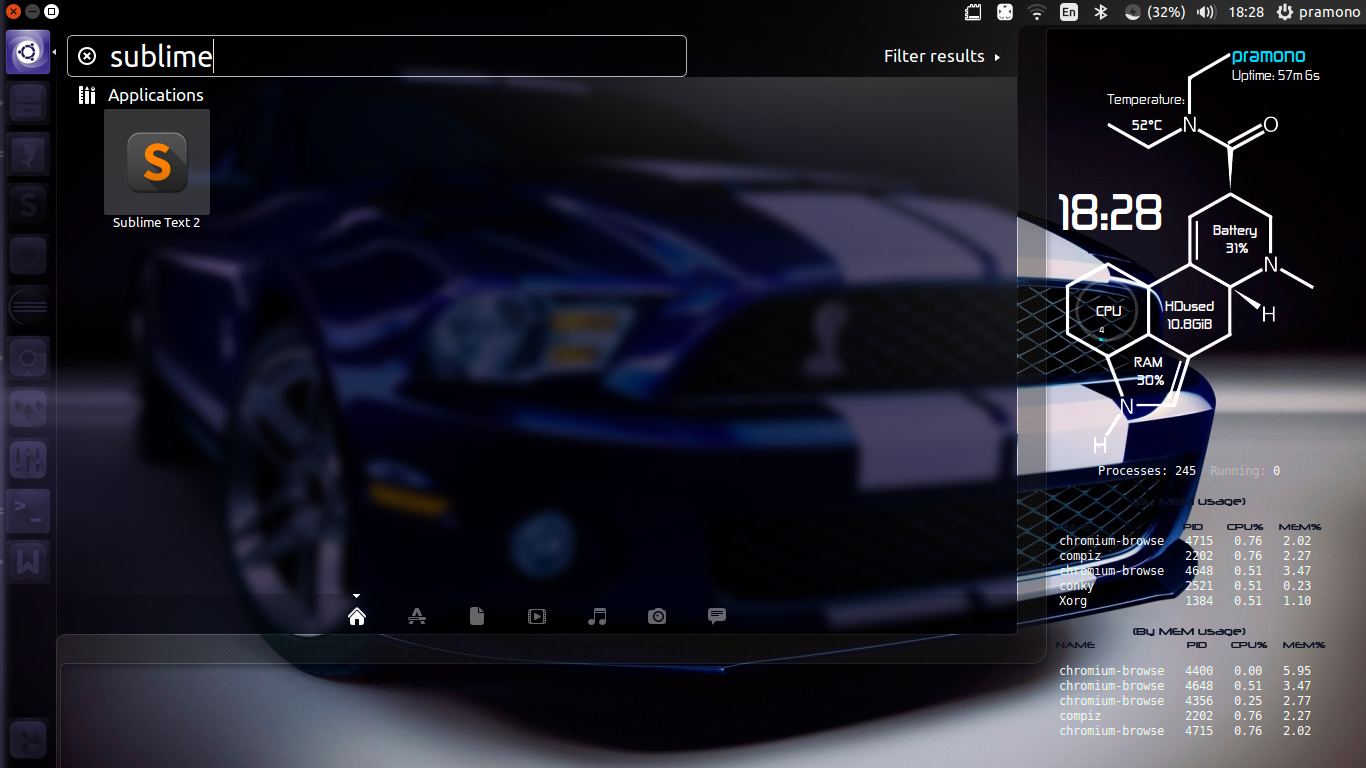 En
(32%)
18:28
pramono
sublime
Filter results
Applications
S
Sublime Text 2
S
>_
W
pramono
Uptime: 57m 6s
Temperature:
52°C
N
O
18:28
Battery
31%
N
CPU
4
HDused
10.8GiB
H
RAM
30%
N
H
Processes: 245 Running: 0
(By MEM usage)
PID CPU% MEM%
chromium-browse 4715 0.76 2.02
compiz 2202 0.76 2.27
chromium-browse 4648 0.51 3.47
conky 2521 0.51 0.23
Xorg 1384 0.51 1.10
(By MEM usage)
NAME PID CPU% MEM%
chromium-browse 4400 0.00 5.95
chromium-browse 4648 0.51 3.47
chromium-browse 4356 0.25 2.77
compiz 2202 0.76 2.27
chromium-browse 4715 0.76 2.02